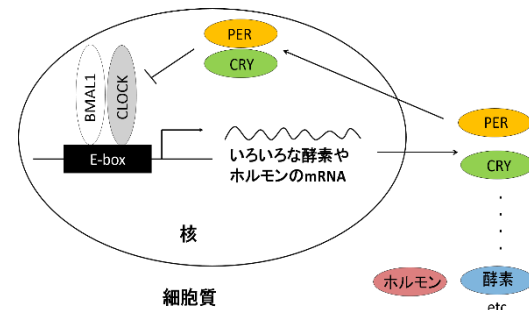 PER
CRY
BMAL1
CLOCK
E-box
いろいろな酵素や
ホルモンのmRNA
PER
CRY
核
細胞質
ホルモン
酵素
etc